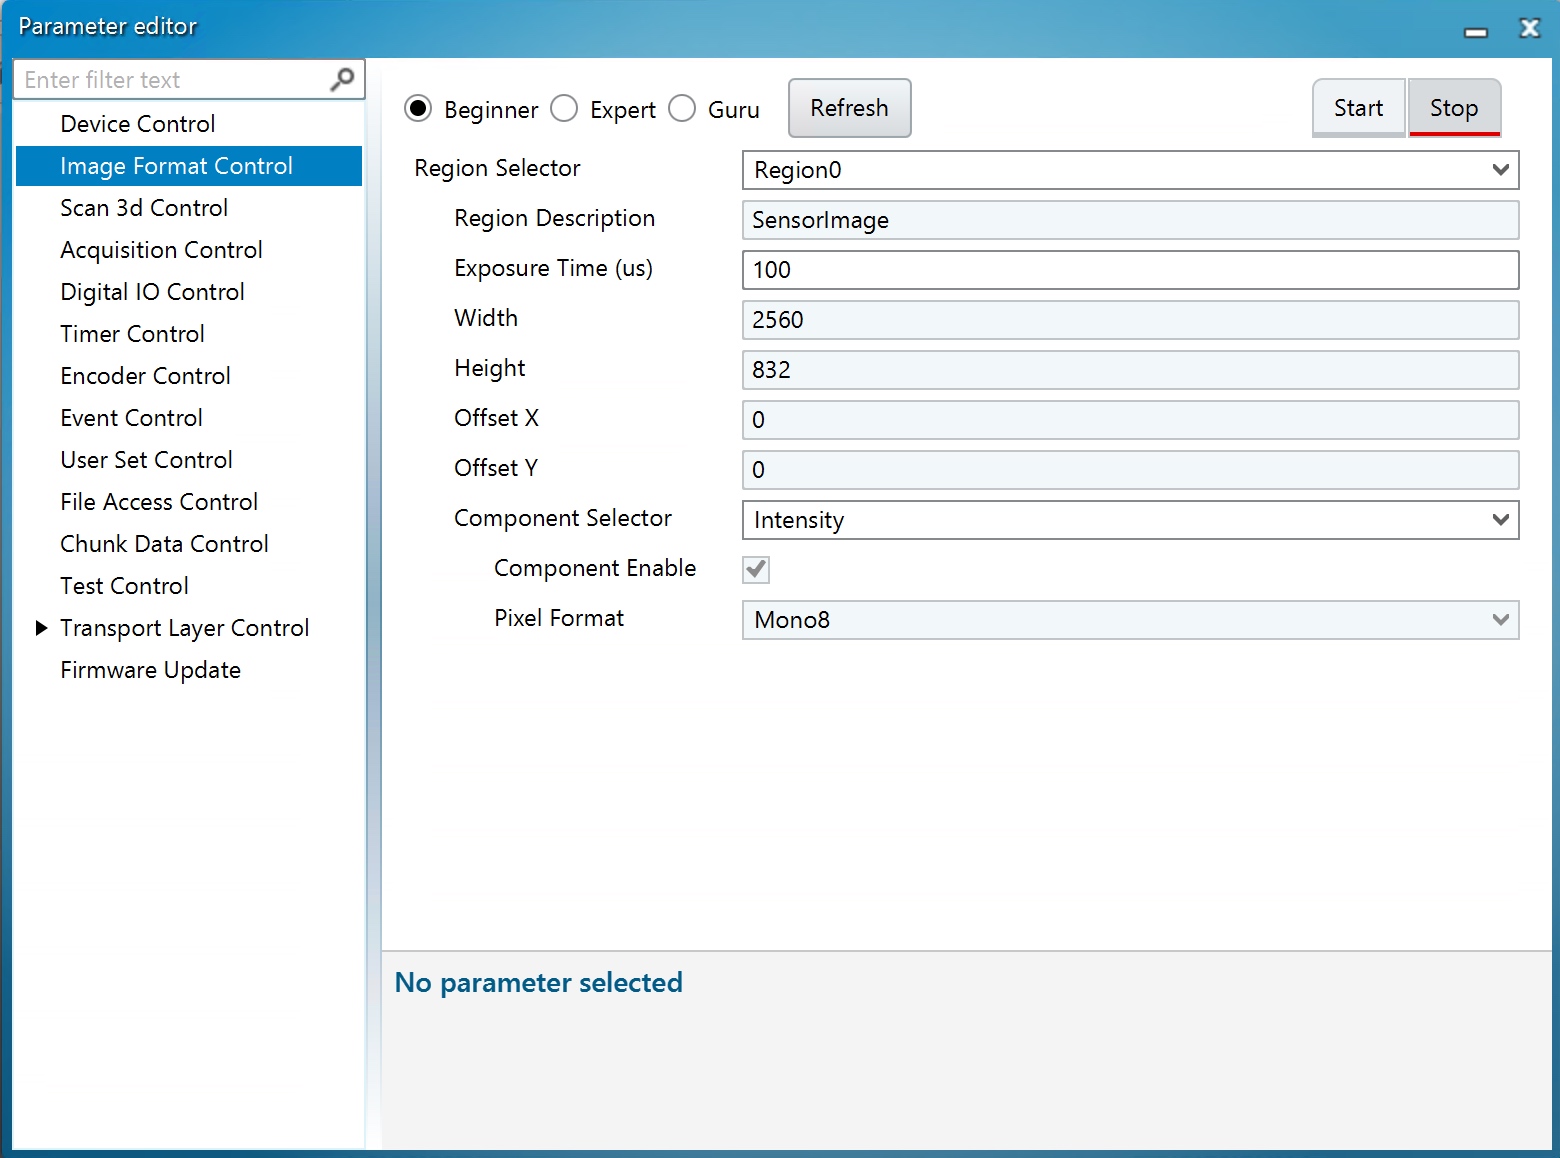 Parameter editor
Enter filter text
Device Control
Image Format Control
Scan 3d Control
Acquisition Control
Digital IO Control
Timer Control
Encoder Control
Event Control
User Set Control
File Access Control
Chunk Data Control
Test Control
Transport Layer Control
Firmware Update
Beginner Expert Guru Refresh Start Stop
Region Selector Region0
Region Description SensorImage
Exposure Time (us) 100
Width 2560
Height 832
Offset X 0
Offset Y 0
Component Selector Intensity
Component Enable
Pixel Format Mono8
No parameter selected